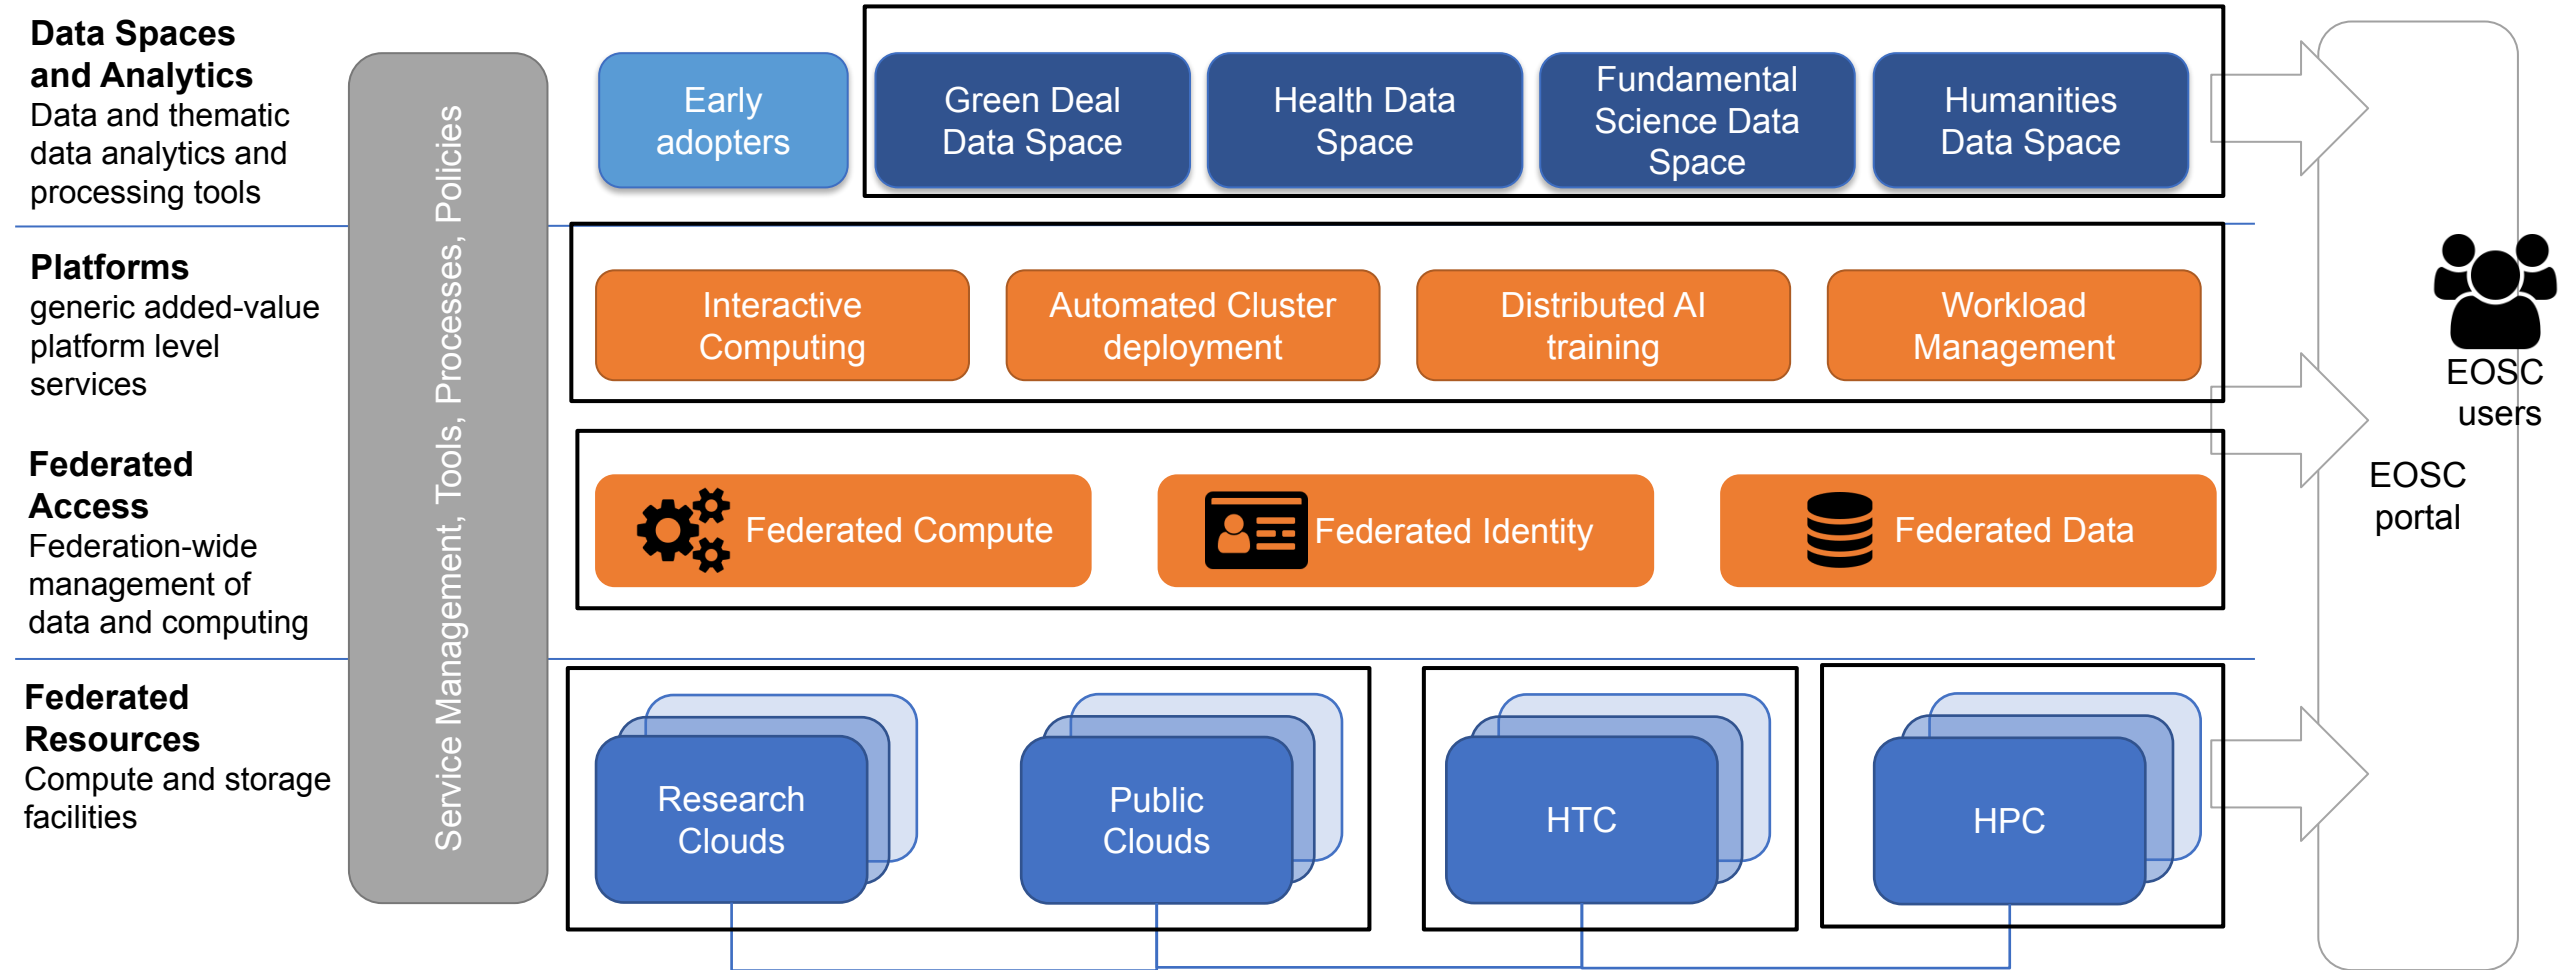 Data Spaces
and Analytics
Data and thematic
data analytics and
processing tools
Platforms
generic added-value
platform level
services
Federated
Access
Federation-wide
management of
data and computing
Federated
Resources
Compute and storage
facilities
Service Management, Tools, Processes, Policies
Early
adopters
Green Deal
Data Space
Health Data
Space
Fundamental
Science Data
Space
Humanities
Data Space
Interactive
Computing
Automated Cluster
deployment
Distributed AI
training
Workload
Management
Federated Compute
Federated Identity
Federated Data
Research
Clouds
Public
Clouds
HTC
HPC
EOSC
users
EOSC
portal